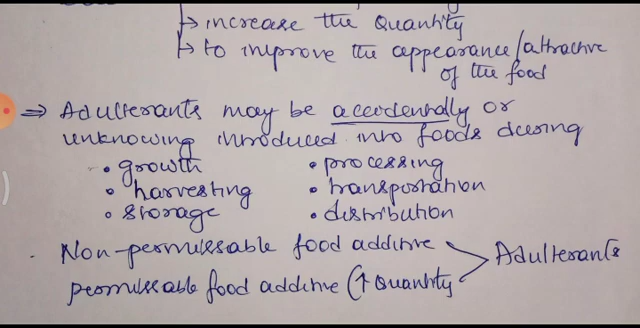 ↳ increase the Quantity
↳ to improve the appearance/attractive
of the food
⇒ Adulterants may be accidentally or
unknowing introduced into foods during
• growth • processing
• harvesting • transportation
• storage • distribution
Non-permissable food additive
permissable food additive (↑ Quantity
Adulterants